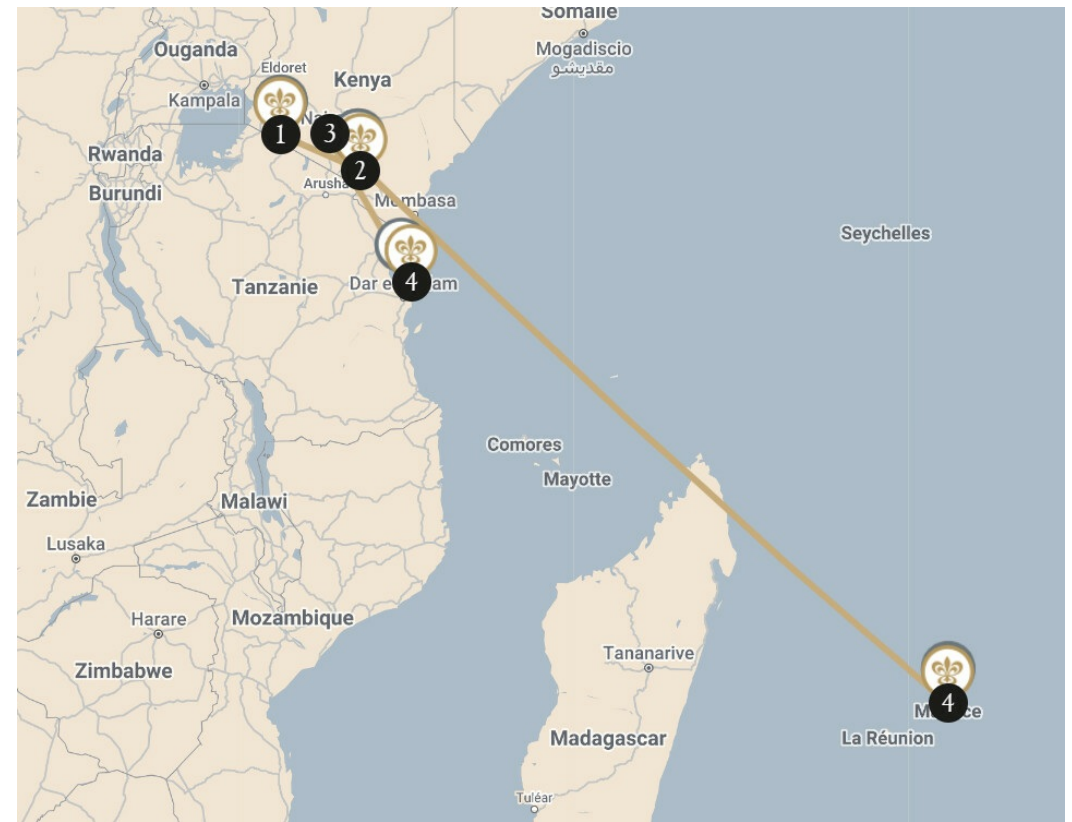 Somalie
Mogadiscio
مقديشو
Ouganda
Eldoret
Kenya
Kampala
1
3
2
Rwanda
Arusha
Burundi
Seychelles
Tanzanie
4
Comores
Mayotte
Zambie
Malawi
Lusaka
Harare
Mozambique
Tananarive
Zimbabwe
4
La Réunion
Madagascar
Tuléar